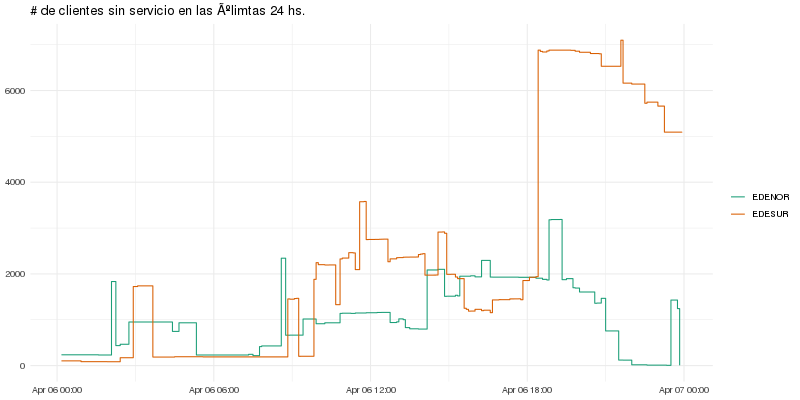 # de clientes sin servicio en las Ãºlimtas 24 hs.
6000
4000
2000
0
Apr 06 00:00
Apr 06 06:00
Apr 06 12:00
Apr 06 18:00
Apr 07 00:00
EDENOR
EDESUR